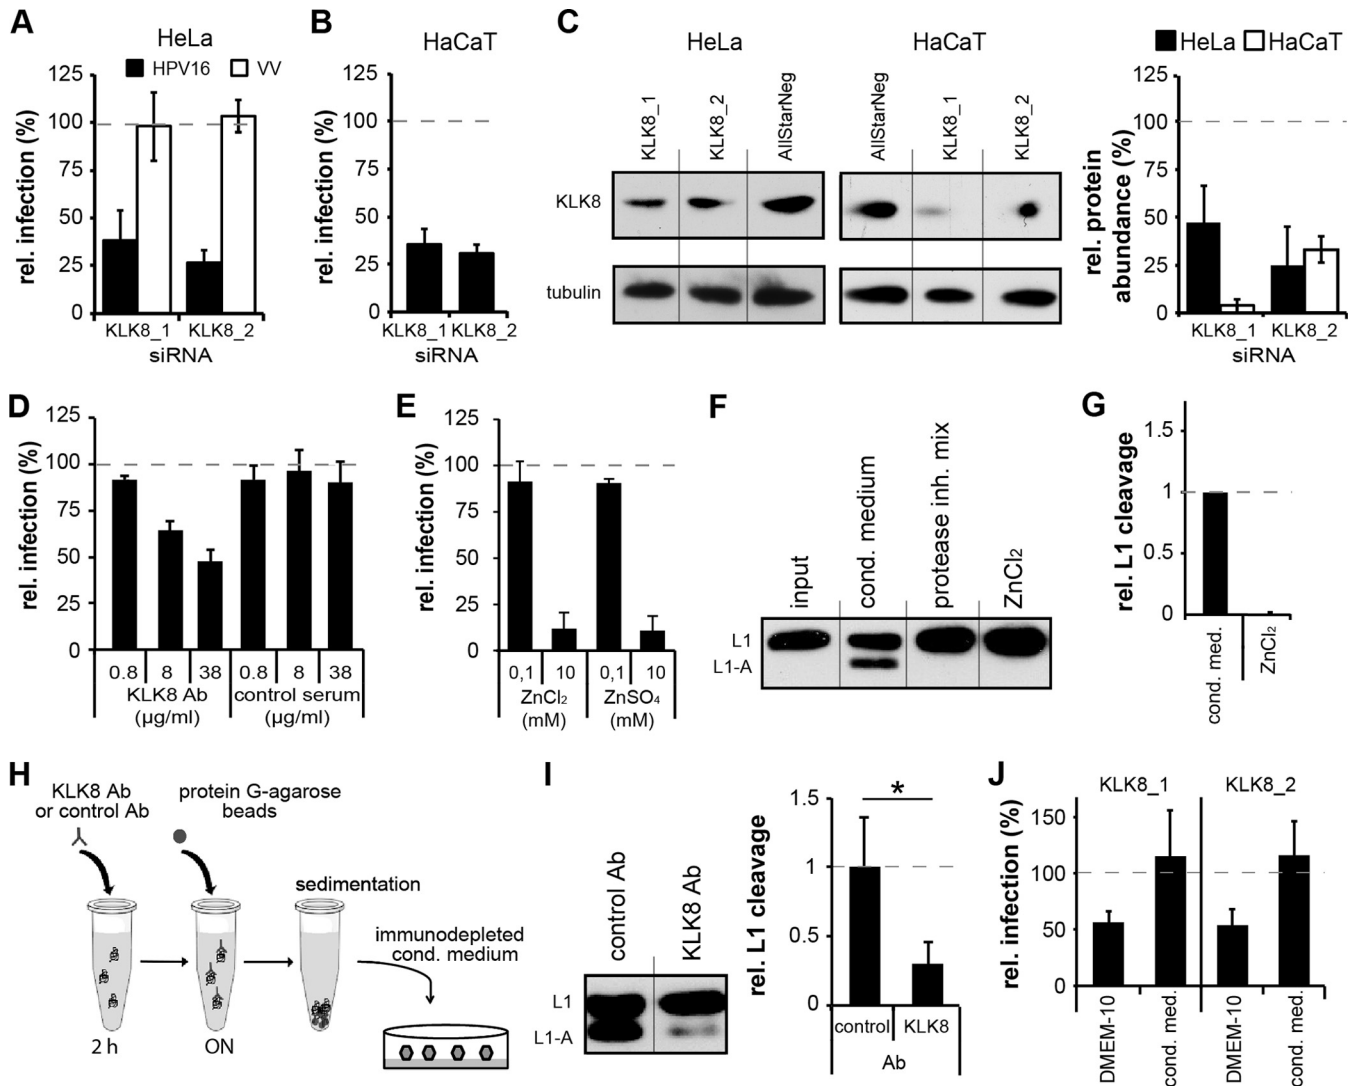 A
HeLa
HPV16 VV
rel. infection (%)
125
100
75
50
25
0
KLK8_1 KLK8_2
siRNA
B
HaCaT
rel. infection (%)
125
100
75
50
25
0
KLK8_1 KLK8_2
siRNA
C
HeLa
HaCaT
KLK8_1
KLK8_2
AllStarNeg
AllStarNeg
KLK8_1
KLK8_2
KLK8
tubulin
HeLa HaCaT
rel. protein
abundance (%)
125
100
75
50
25
0
KLK8_1 KLK8_2
siRNA
D
rel. infection (%)
125
100
75
50
25
0
0.8 8 38 0.8 8 38
KLK8 Ab control serum
(µg/ml) (µg/ml)
E
rel. infection (%)
125
100
75
50
25
0
0,1 10 0,1 10
ZnCl₂ ZnSO₄
(mM) (mM)
F
input
cond. medium
protease inh. mix
ZnCl₂
L1
L1-A
G
rel. L1 cleavage
1.5
1
0.5
0
cond. med.
ZnCl₂
H
KLK8 Ab
or control Ab
protein G-agarose
beads
sedimentation
immunodepleted
cond. medium
2 h
ON
I
control Ab
KLK8 Ab
L1
L1-A
rel. L1 cleavage
1.5
1
0.5
0
*
control KLK8
Ab
J
KLK8_1 KLK8_2
rel. infection (%)
150
100
50
0
DMEM-10
cond. med.
DMEM-10
cond. med.